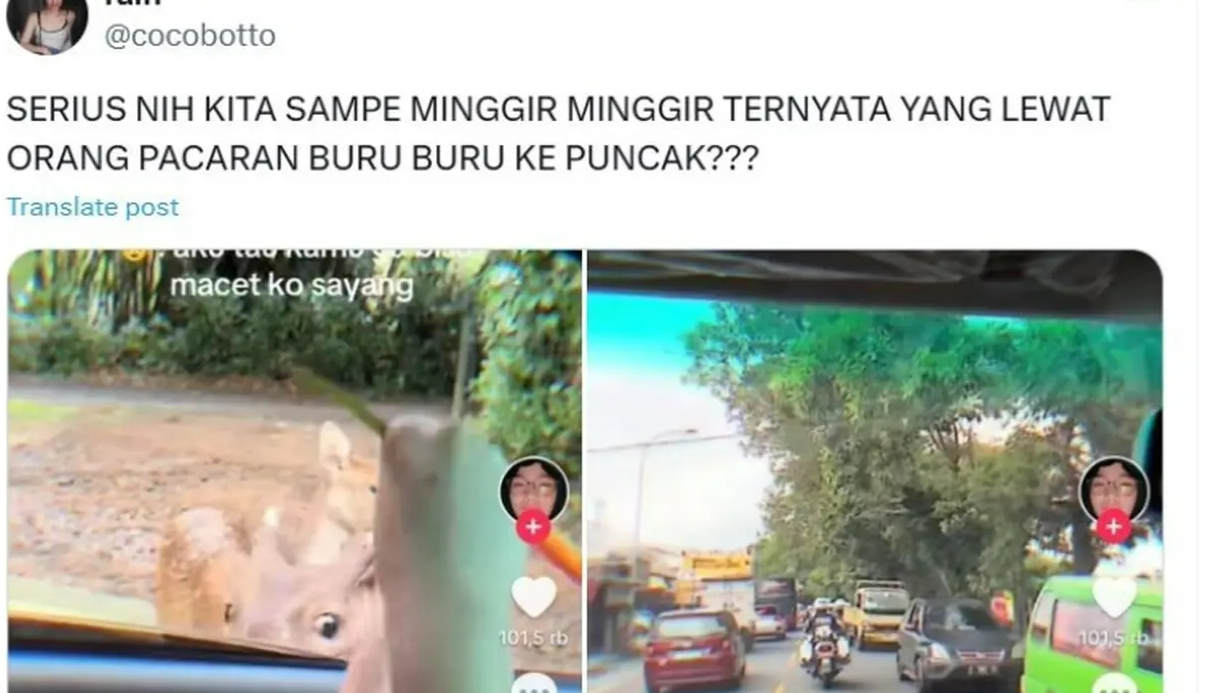 @cocobotto
SERIUS NIH KITA SAMPE MINGGIR MINGGIR TERNYATA YANG LEWAT
ORANG PACARAN BURU BURU KE PUNCAK???
Translate post
macet ko sayang
101,5 rb
101,5 rb